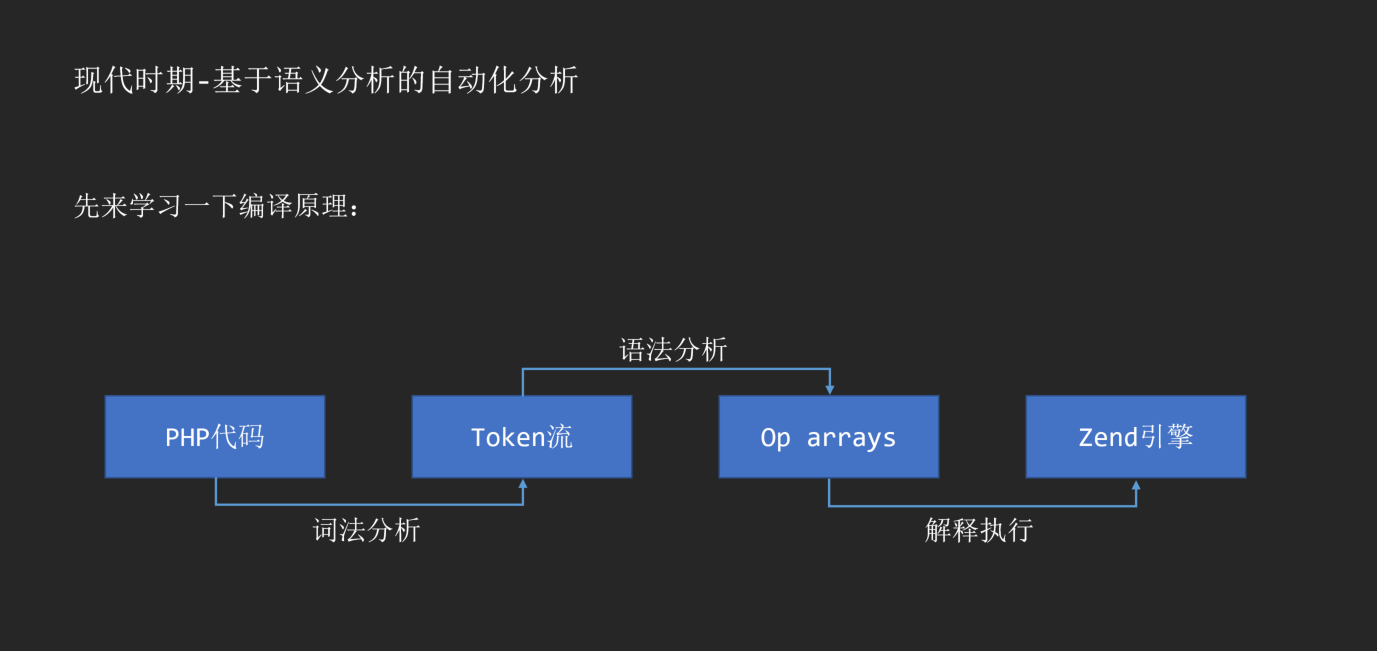 现代时期-基于语义分析的自动化分析
先来学习一下编译原理：
语法分析
PHP代码
Token流
Op arrays
Zend引擎
词法分析
解释执行